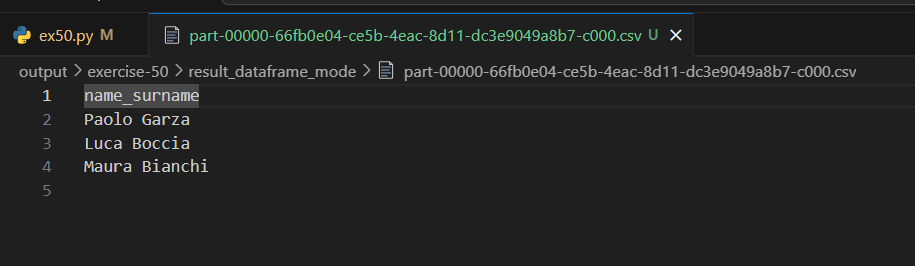 ex50.py M
part-00000-66fb0e04-ce5b-4eac-8d11-dc3e9049a8b7-c000.csv U
output > exercise-50 > result_dataframe_mode > part-00000-66fb0e04-ce5b-4eac-8d11-dc3e9049a8b7-c000.csv
1 name_surname
2 Paolo Garza
3 Luca Boccia
4 Maura Bianchi
5